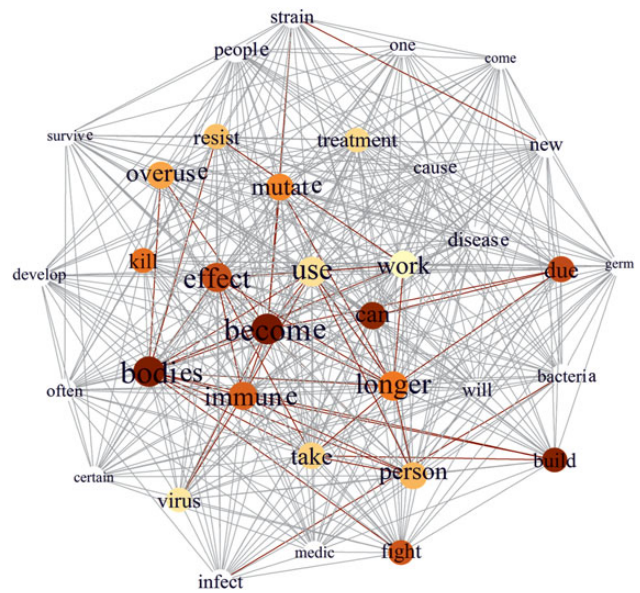 strain
people
one
come
survive
resist
treatment
new
overuse
mutate
cause
disease
kill
develop
effect
use
work
due
germ
can
become
bodies
often
immune
longer
will
bacteria
take
certain
virus
person
build
medic
fight
infect